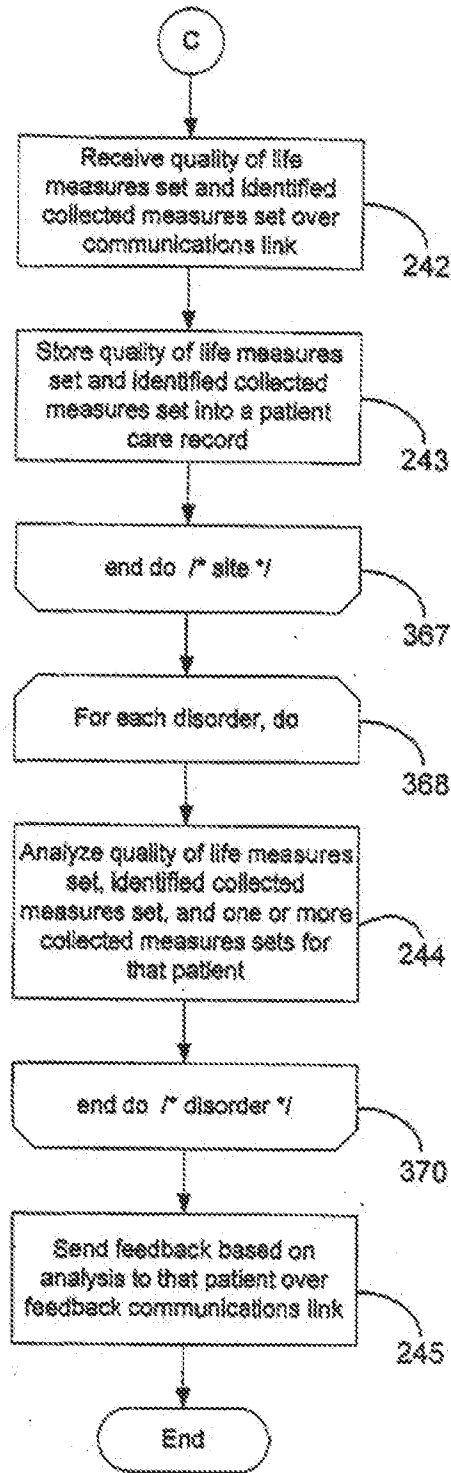 C
Receive quality of life
measures set and identified
collected measures set over
communications link
242
Store quality of life measures
set and identified collected
measures set into a patient
care record
243
end do /* site */
367
For each disorder, do
368
Analyze quality of life measures
set, identified collected
measures set, and one or more
collected measures sets for
that patient
244
end do /* disorder */
370
Send feedback based on
analysis to that patient over
feedback communications link
245
End